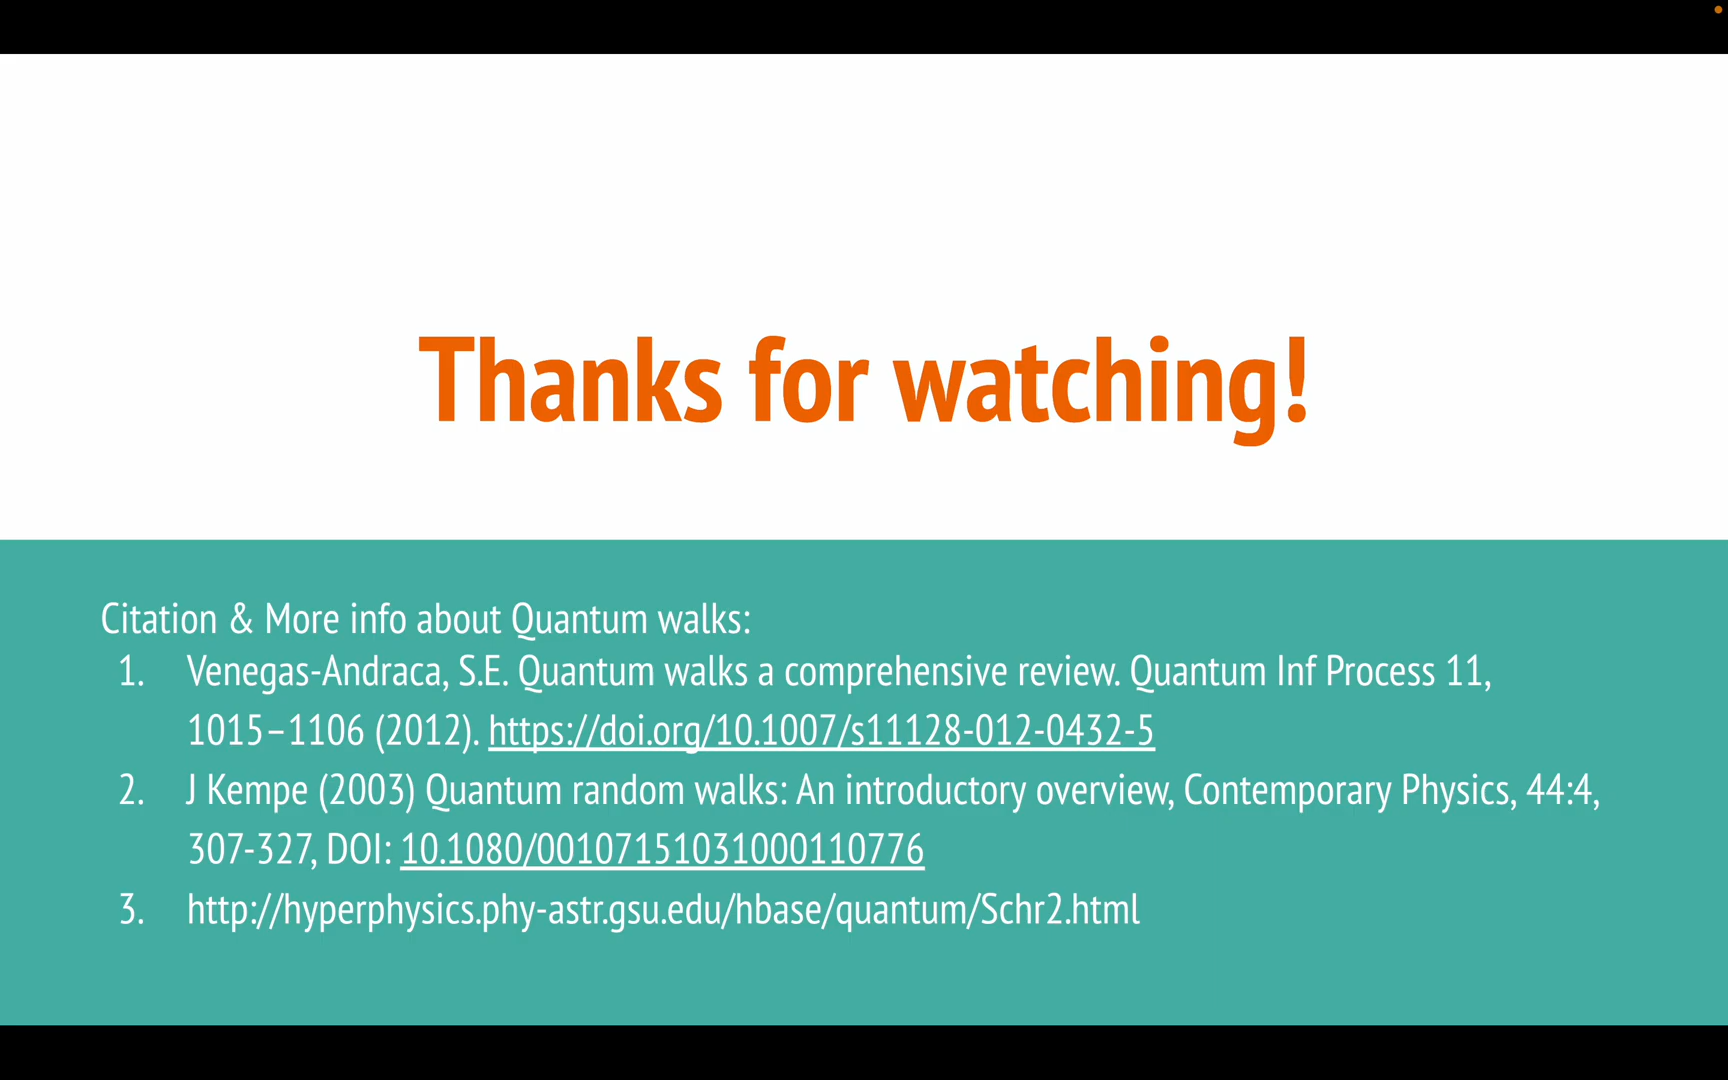 Thanks for watching!
Citation & More info about Quantum walks:
1. Venegas-Andraca, S.E. Quantum walks a comprehensive review. Quantum Inf Process 11,
1015–1106 (2012). https://doi.org/10.1007/s11128-012-0432-5
2. J Kempe (2003) Quantum random walks: An introductory overview, Contemporary Physics, 44:4,
307-327, DOI: 10.1080/00107151031000110776
3. http://hyperphysics.phy-astr.gsu.edu/hbase/quantum/Schr2.html